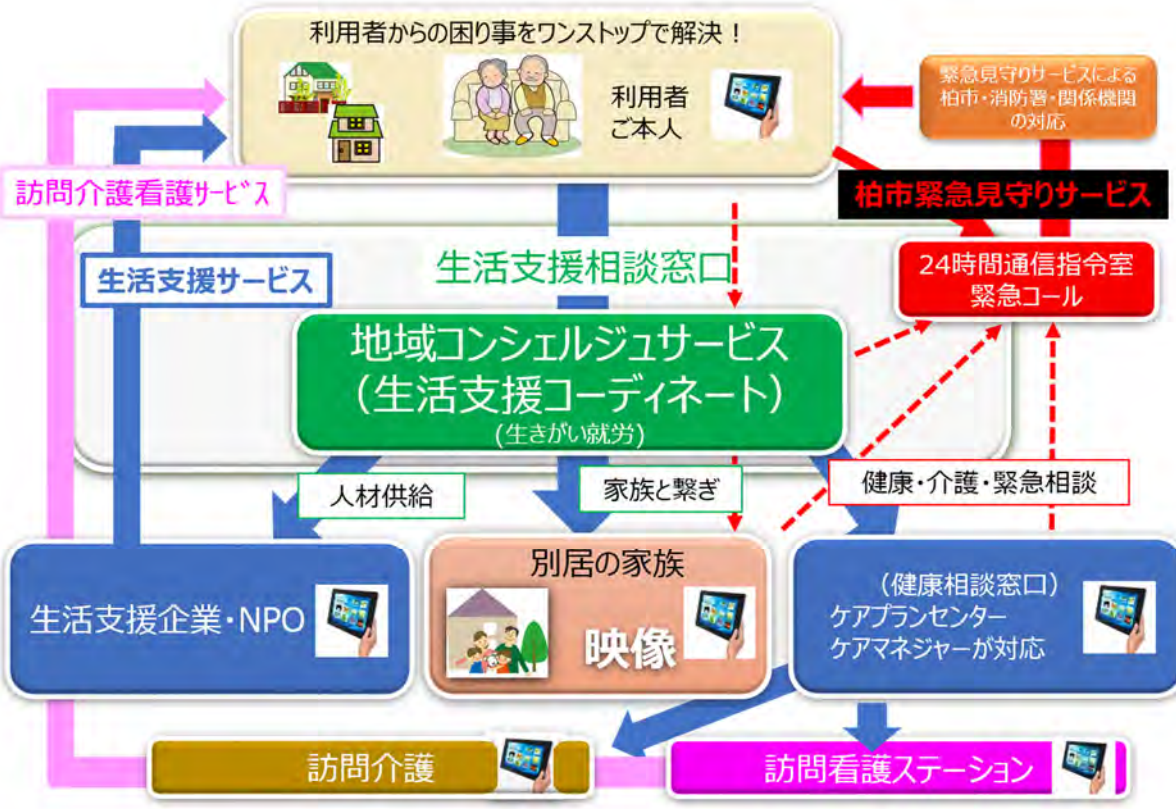 利用者からの困り事をワンストップで解決！
利用者
ご本人
緊急見守りサービスによる
柏市・消防署・関係機関
の対応
訪問介護看護サービス
柏市緊急見守りサービス
生活支援サービス
生活支援相談窓口
24時間通信指令室
緊急コール
地域コンシェルジュサービス
（生活支援コーディネート）
(生きがい就労)
人材供給
家族と繋ぎ
健康・介護・緊急相談
生活支援企業・NPO
別居の家族
映像
（健康相談窓口）
ケアプランセンター
ケアマネジャーが対応
訪問介護
訪問看護ステーション